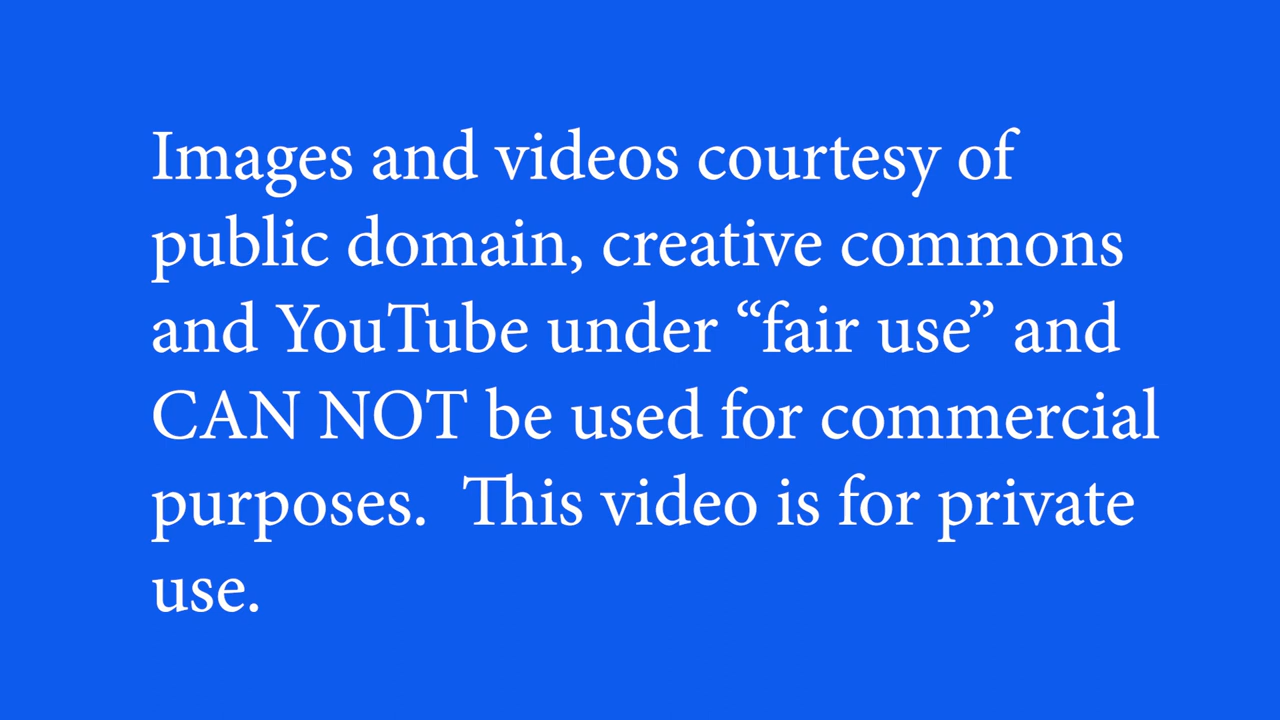 Images and videos courtesy of
public domain, creative commons
and YouTube under “fair use” and
CAN NOT be used for commercial
purposes.  This video is for private
use.